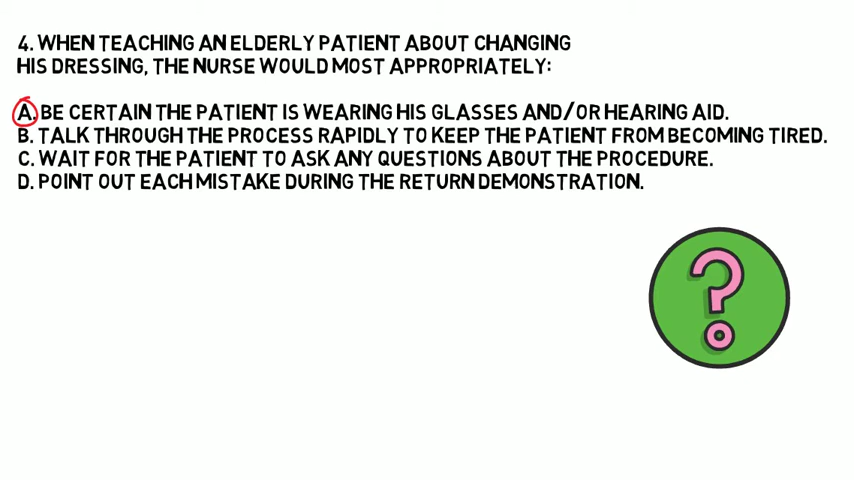 4. WHEN TEACHING AN ELDERLY PATIENT ABOUT CHANGING
HIS DRESSING, THE NURSE WOULD MOST APPROPRIATELY:
A. BE CERTAIN THE PATIENT IS WEARING HIS GLASSES AND/OR HEARING AID.
B. TALK THROUGH THE PROCESS RAPIDLY TO KEEP THE PATIENT FROM BECOMING TIRED.
C. WAIT FOR THE PATIENT TO ASK ANY QUESTIONS ABOUT THE PROCEDURE.
D. POINT OUT EACH MISTAKE DURING THE RETURN DEMONSTRATION.
?